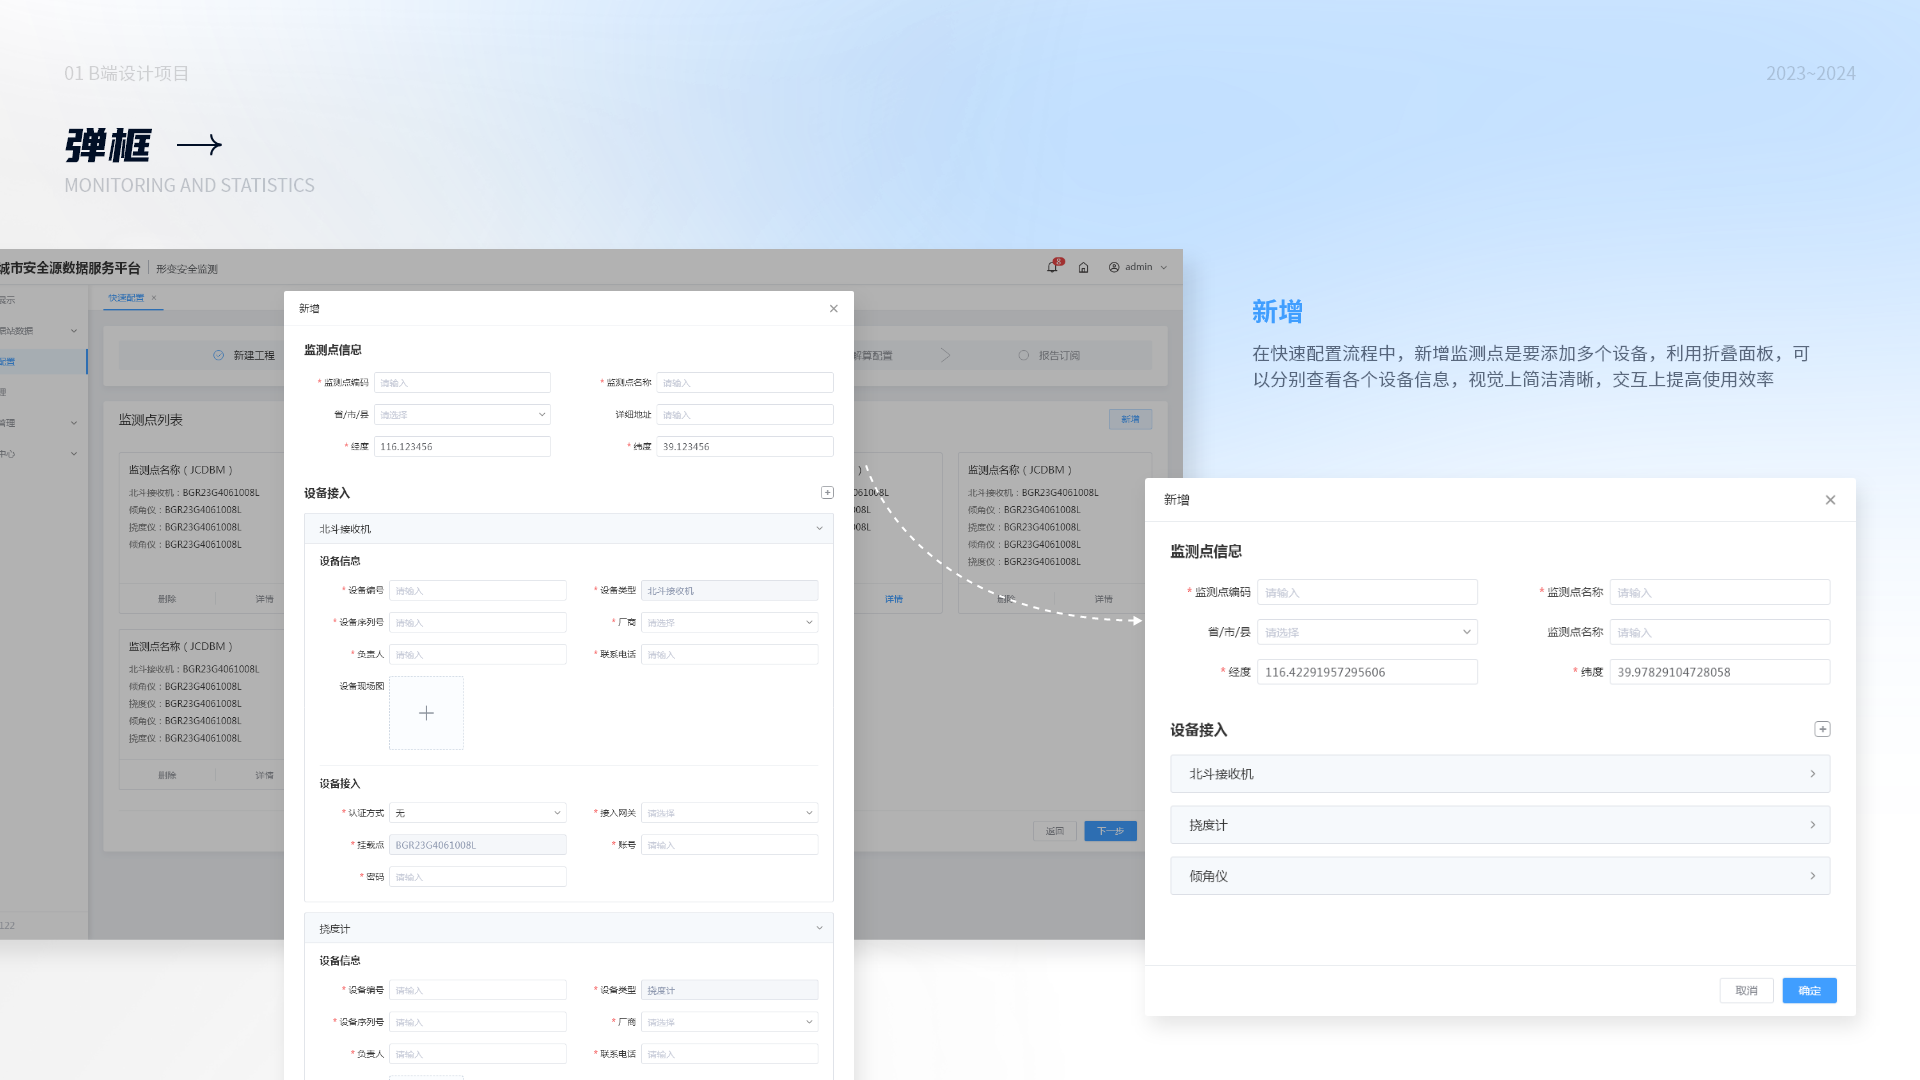 01 B端设计项目
2023~2024
弹框
MONITORING AND STATISTICS
城市安全源数据服务平台
形变安全监测
8
admin
展示
源站数据
配置
理
管理
中心
122
快速配置 ×
新建工程
解算配置
报告订阅
监测点列表
新增
监测点名称 ( JCDBM )
北斗接收机：BGR23G4061008L
倾角仪：BGR23G4061008L
挠度仪：BGR23G4061008L
倾角仪：BGR23G4061008L
删除
详情
监测点名称 ( JCDBM )
北斗接收机：BGR23G4061008L
倾角仪：BGR23G4061008L
挠度仪：BGR23G4061008L
倾角仪：BGR23G4061008L
挠度仪：BGR23G4061008L
删除
详情
)
061008L
08L
08L
详情
监测点名称 ( JCDBM )
北斗接收机：BGR23G4061008L
倾角仪：BGR23G4061008L
挠度仪：BGR23G4061008L
倾角仪：BGR23G4061008L
挠度仪：BGR23G4061008L
删除
详情
返回
下一步
新增
监测点信息
* 监测点编码 请输入
* 监测点名称 请输入
省/市/县 请选择
详细地址 请输入
* 经度 116.123456
* 纬度 39.123456
设备接入
北斗接收机
设备信息
* 设备编号 请输入
* 设备类型 北斗接收机
* 设备序列号 请输入
* 厂商 请选择
* 负责人 请输入
* 联系电话 请输入
设备现场图
设备接入
* 认证方式 无
* 接入网关 请选择
* 挂载点 BGR23G4061008L
* 账号 请输入
* 密码 请输入
挠度计
设备信息
* 设备编号 请输入
* 设备类型 挠度计
* 设备序列号 请输入
* 厂商 请选择
* 负责人 请输入
* 联系电话 请输入
新增
在快速配置流程中，新增监测点是要添加多个设备，利用折叠面板，可
以分别查看各个设备信息，视觉上简洁清晰，交互上提高使用效率
新增
监测点信息
* 监测点编码 请输入
* 监测点名称 请输入
省/市/县 请选择
监测点名称 请输入
* 经度 116.42291957295606
* 纬度 39.97829104728058
设备接入
北斗接收机
挠度计
倾角仪
取消
确定